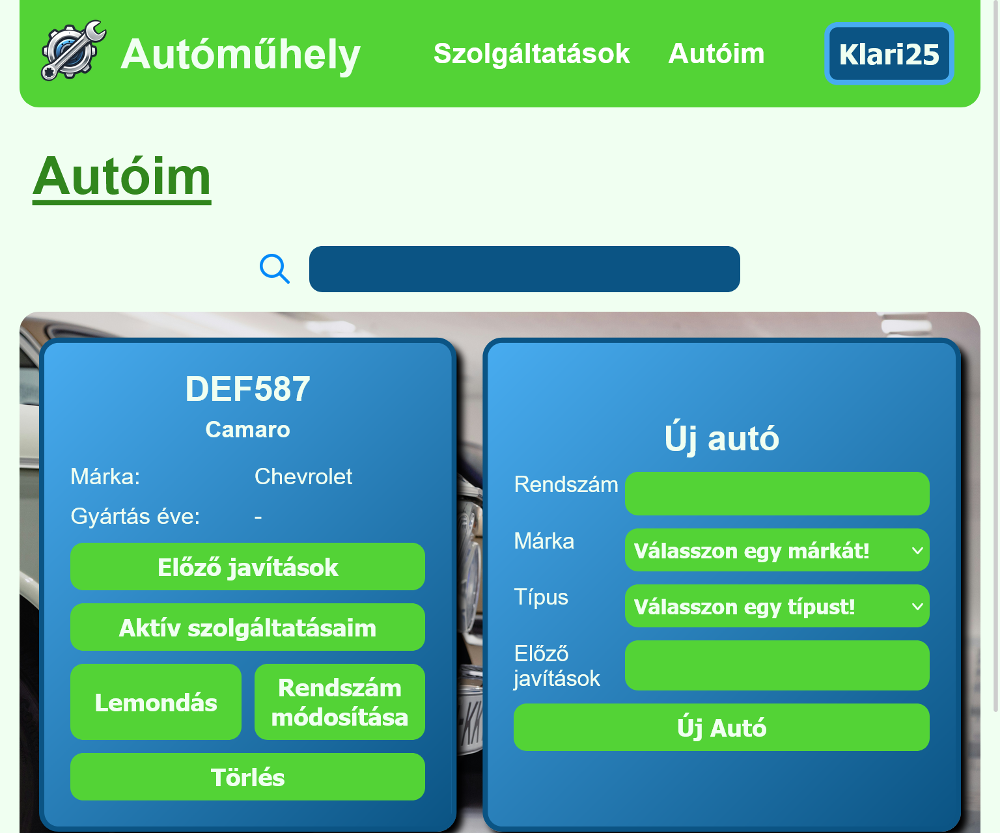 Autóműhely
Szolgáltatások
Autóim
Klari25
Autóim
DEF587
Camaro
Márka: Chevrolet
Gyártás éve: -
Előző javítások
Aktív szolgáltatásaim
Lemondás
Rendszám
módosítása
Törlés
Új autó
Rendszám
Márka
Válasszon egy márkát!
Típus
Válasszon egy típust!
Előző
javítások
Új Autó